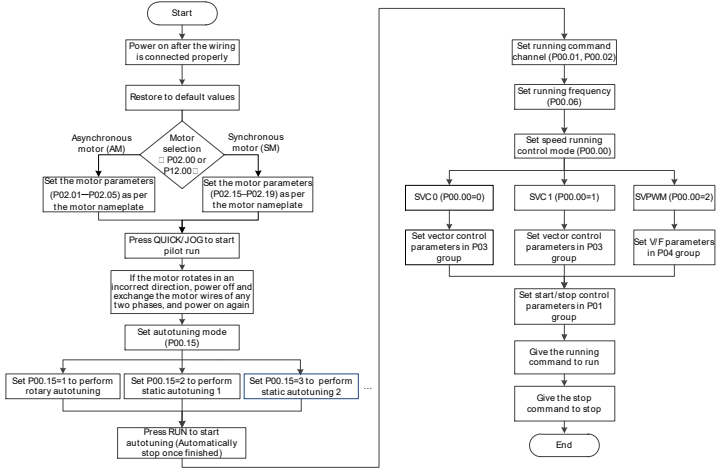 Start
Power on after the wiring
is connected properly
Restore to default values
Asynchronous
motor (AM)
Motor
selection
□ P02.00 or
P12.00□
Synchronous
motor (SM)
Set the motor parameters
(P02.01—P02.05) as per
the motor nameplate
Set the motor parameters
(P02.15–P02.19) as per
the motor nameplate
Press QUICK/JOG to start
pilot run
If the motor rotates in an
incorrect direction, power off and
exchange the motor wires of any
two phases, and power on again
Set autotuning mode
(P00.15)
Set P00.15=1 to perform
rotary autotuning
Set P00.15=2 to perform
static autotuning 1
Set P00.15=3 to perform
static autotuning 2
...
Press RUN to start
autotuning (Automatically
stop once finished)
Set running command
channel (P00.01, P00.02)
Set running frequency
(P00.06)
Set speed running
control mode (P00.00)
SVC 0 (P00.00=0)
SVC 1 (P00.00=1)
SVPWM (P00.00=2)
Set vector control
parameters in P03
group
Set vector control
parameters in P03
group
Set V/F parameters
in P04 group
Set start/stop control
parameters in P01
group
Give the running
command to run
Give the stop
command to stop
End